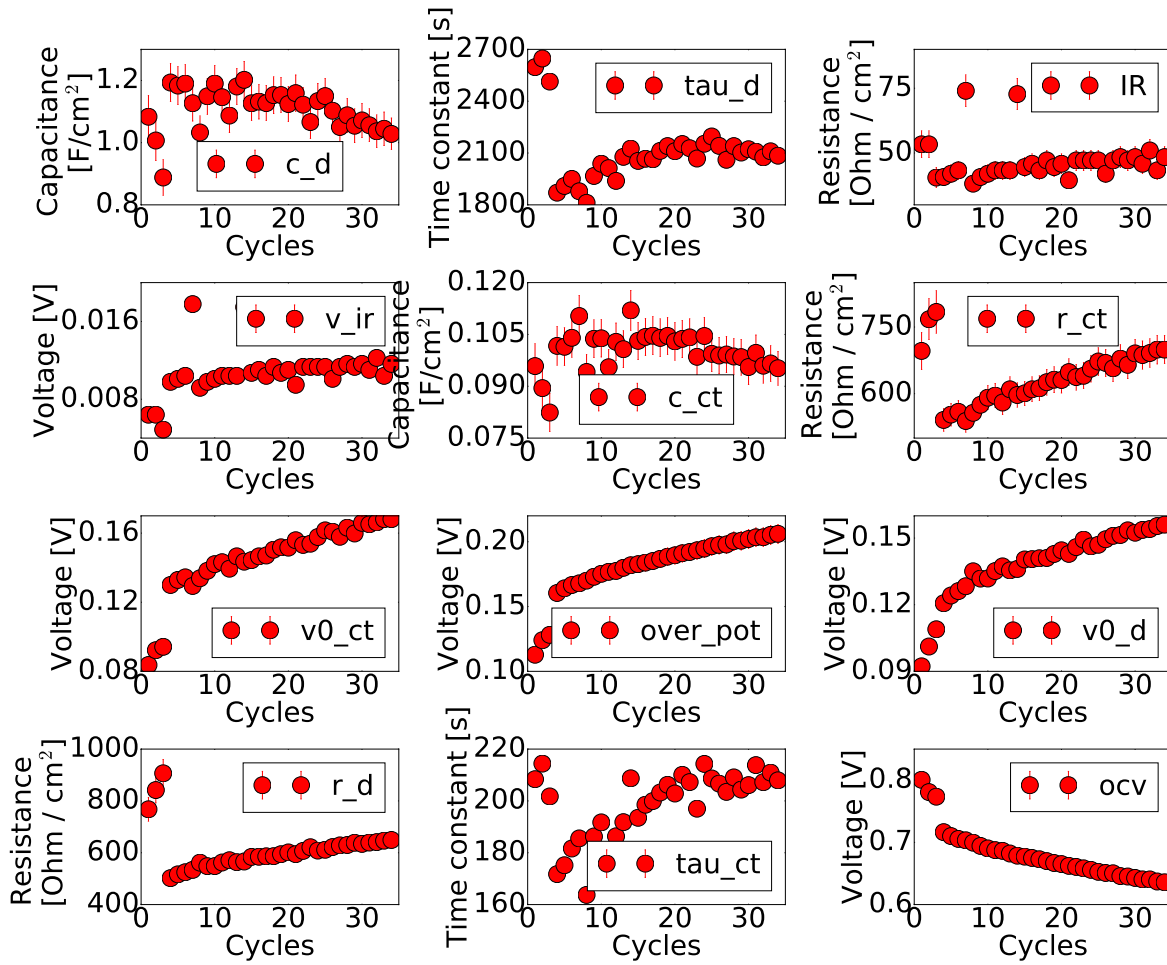 Capacitance
[F/cm²]
1.2
1.0
0.8
c_d
0 10 20 30
Cycles
Time constant [s]
2700
2400
2100
1800
tau_d
0 10 20 30
Cycles
Resistance
[Ohm / cm²]
75
50
IR
0 10 20 30
Cycles
Voltage [V]
0.016
0.008
v_ir
0 10 20 30
Cycles
Capacitance
[F/cm²]
0.120
0.105
0.090
0.075
c_ct
0 10 20 30
Cycles
Resistance
[Ohm / cm²]
750
600
r_ct
0 10 20 30
Cycles
Voltage [V]
0.16
0.12
0.08
v0_ct
0 10 20 30
Cycles
Voltage [V]
0.20
0.15
0.10
over_pot
0 10 20 30
Cycles
Voltage [V]
0.15
0.12
0.09
v0_d
0 10 20 30
Cycles
Resistance
[Ohm / cm²]
1000
800
600
400
r_d
0 10 20 30
Cycles
Time constant [s]
220
200
180
160
tau_ct
0 10 20 30
Cycles
Voltage [V]
0.8
0.7
0.6
ocv
0 10 20 30
Cycles